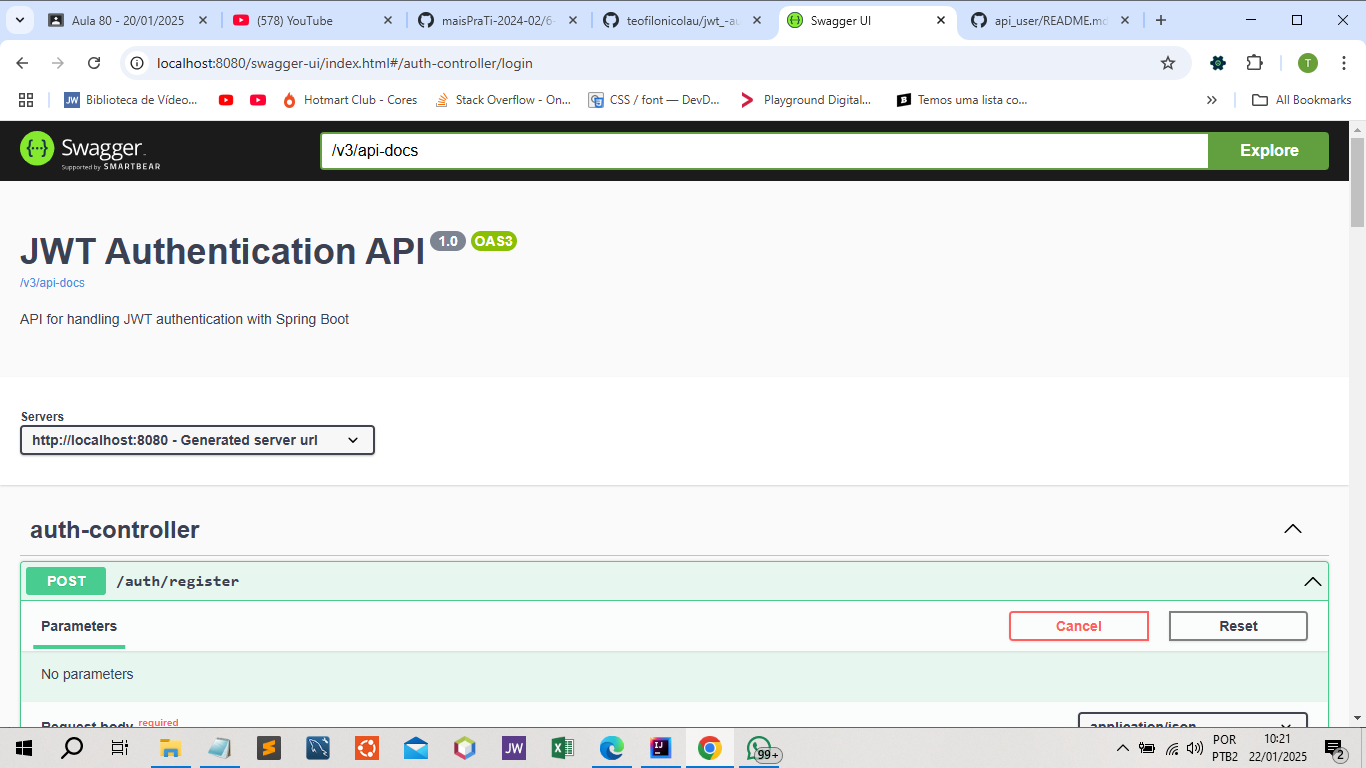 Aula 80 - 20/01/2025
(578) YouTube
maisPraTi-2024-02/6-
teofilonicolau/jwt_-au
Swagger UI
api_user/README.md
localhost:8080/swagger-ui/index.html#/auth-controller/login
T
JW
Biblioteca de Vídeo...
Hotmart Club - Cores
Stack Overflow - On...
CSS / font — DevD...
Playground Digital...
Temos uma lista co...
All Bookmarks
Swagger
Supported by SMARTBEAR
/v3/api-docs
Explore
JWT Authentication API 1.0 OAS3
/v3/api-docs
API for handling JWT authentication with Spring Boot
Servers
http://localhost:8080 - Generated server url
auth-controller
POST /auth/register
Parameters
Cancel
Reset
No parameters
Request body required
application/json
JW
99+
POR
PTB2
10:21
22/01/2025
2